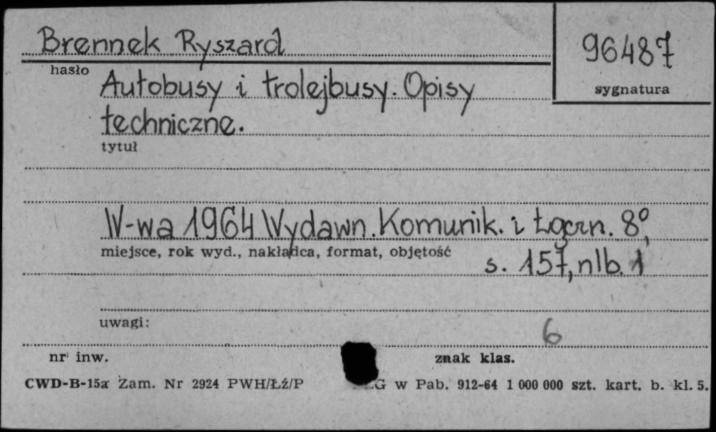 Brennek Ryszard
96487
hasło
sygnatura
Autobusy i trolejbusy. Opisy
techniczne.
tytuł
W-wa 1964 Wydawn. Komunik. i Łączn. 8°,
miejsce, rok wyd., nakładca, format, objętość
s. 157, nlb. 1
uwagi:
6
nr inw.
znak klas.
CWD-B-15a Zam. Nr 2924 PWH/Łź/P
w Pab. 912-64 1 000 000 szt. kart. b. kl. 5.